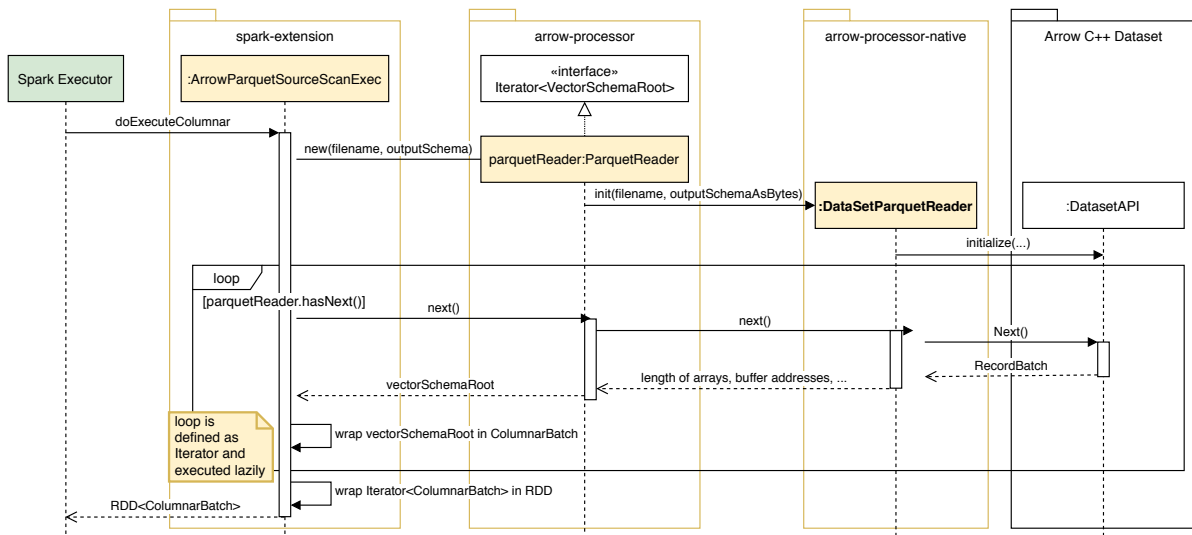 spark-extension
arrow-processor
arrow-processor-native
Arrow C++ Dataset
Spark Executor
:ArrowParquetSourceScanExec
«interface»
Iterator<VectorSchemaRoot>
doExecuteColumnar
new(filename, outputSchema)
parquetReader:ParquetReader
init(filename, outputSchemaAsBytes)
:DataSetParquetReader
:DatasetAPI
initialize(...)
loop
[parquetReader.hasNext()]
next()
next()
Next()
RecordBatch
length of arrays, buffer addresses, ...
vectorSchemaRoot
loop is
defined as
Iterator and
executed lazily
wrap vectorSchemaRoot in ColumnarBatch
wrap Iterator<ColumnarBatch> in RDD
RDD<ColumnarBatch>